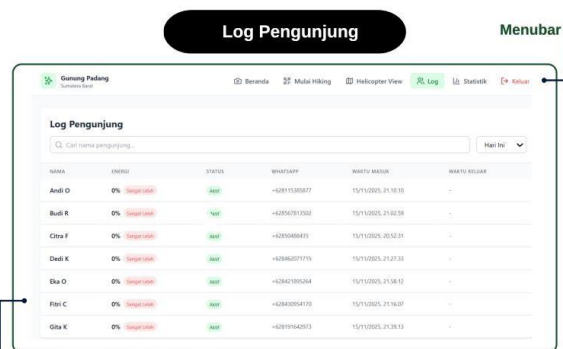 Log Pengunjung
Menubar
Gunung Padang
Sumatera Barat
Beranda Mulai Hiking Helicopter View Log Statistik Keluar
Log Pengunjung
Cari nama pengunjung...
Hari Ini
NAMA ENERGI STATUS WHATSAPP WAKTU MASUK WAKTU KELUAR
Andi O 0% Sangat Lelah Aktif +628115385877 15/11/2025, 21.10.10 -
Budi R 0% Sangat Lelah Aktif +628567813502 15/11/2025, 21.02.59 -
Citra F 0% Sangat Lelah Aktif 15/11/2025, 20.52.31 -
Dedi K 0% Sangat Lelah Aktif +628462071715 15/11/2025, 21.27.33 -
Eka O 0% Sangat Lelah Aktif +628421895264 15/11/2025, 21.58.12 -
Fitri C 0% Sangat Lelah Aktif +628430954170 15/11/2025, 21.16.07 -
Gita K 0% Sangat Lelah Aktif +628191642973 15/11/2025, 21.39.13 -